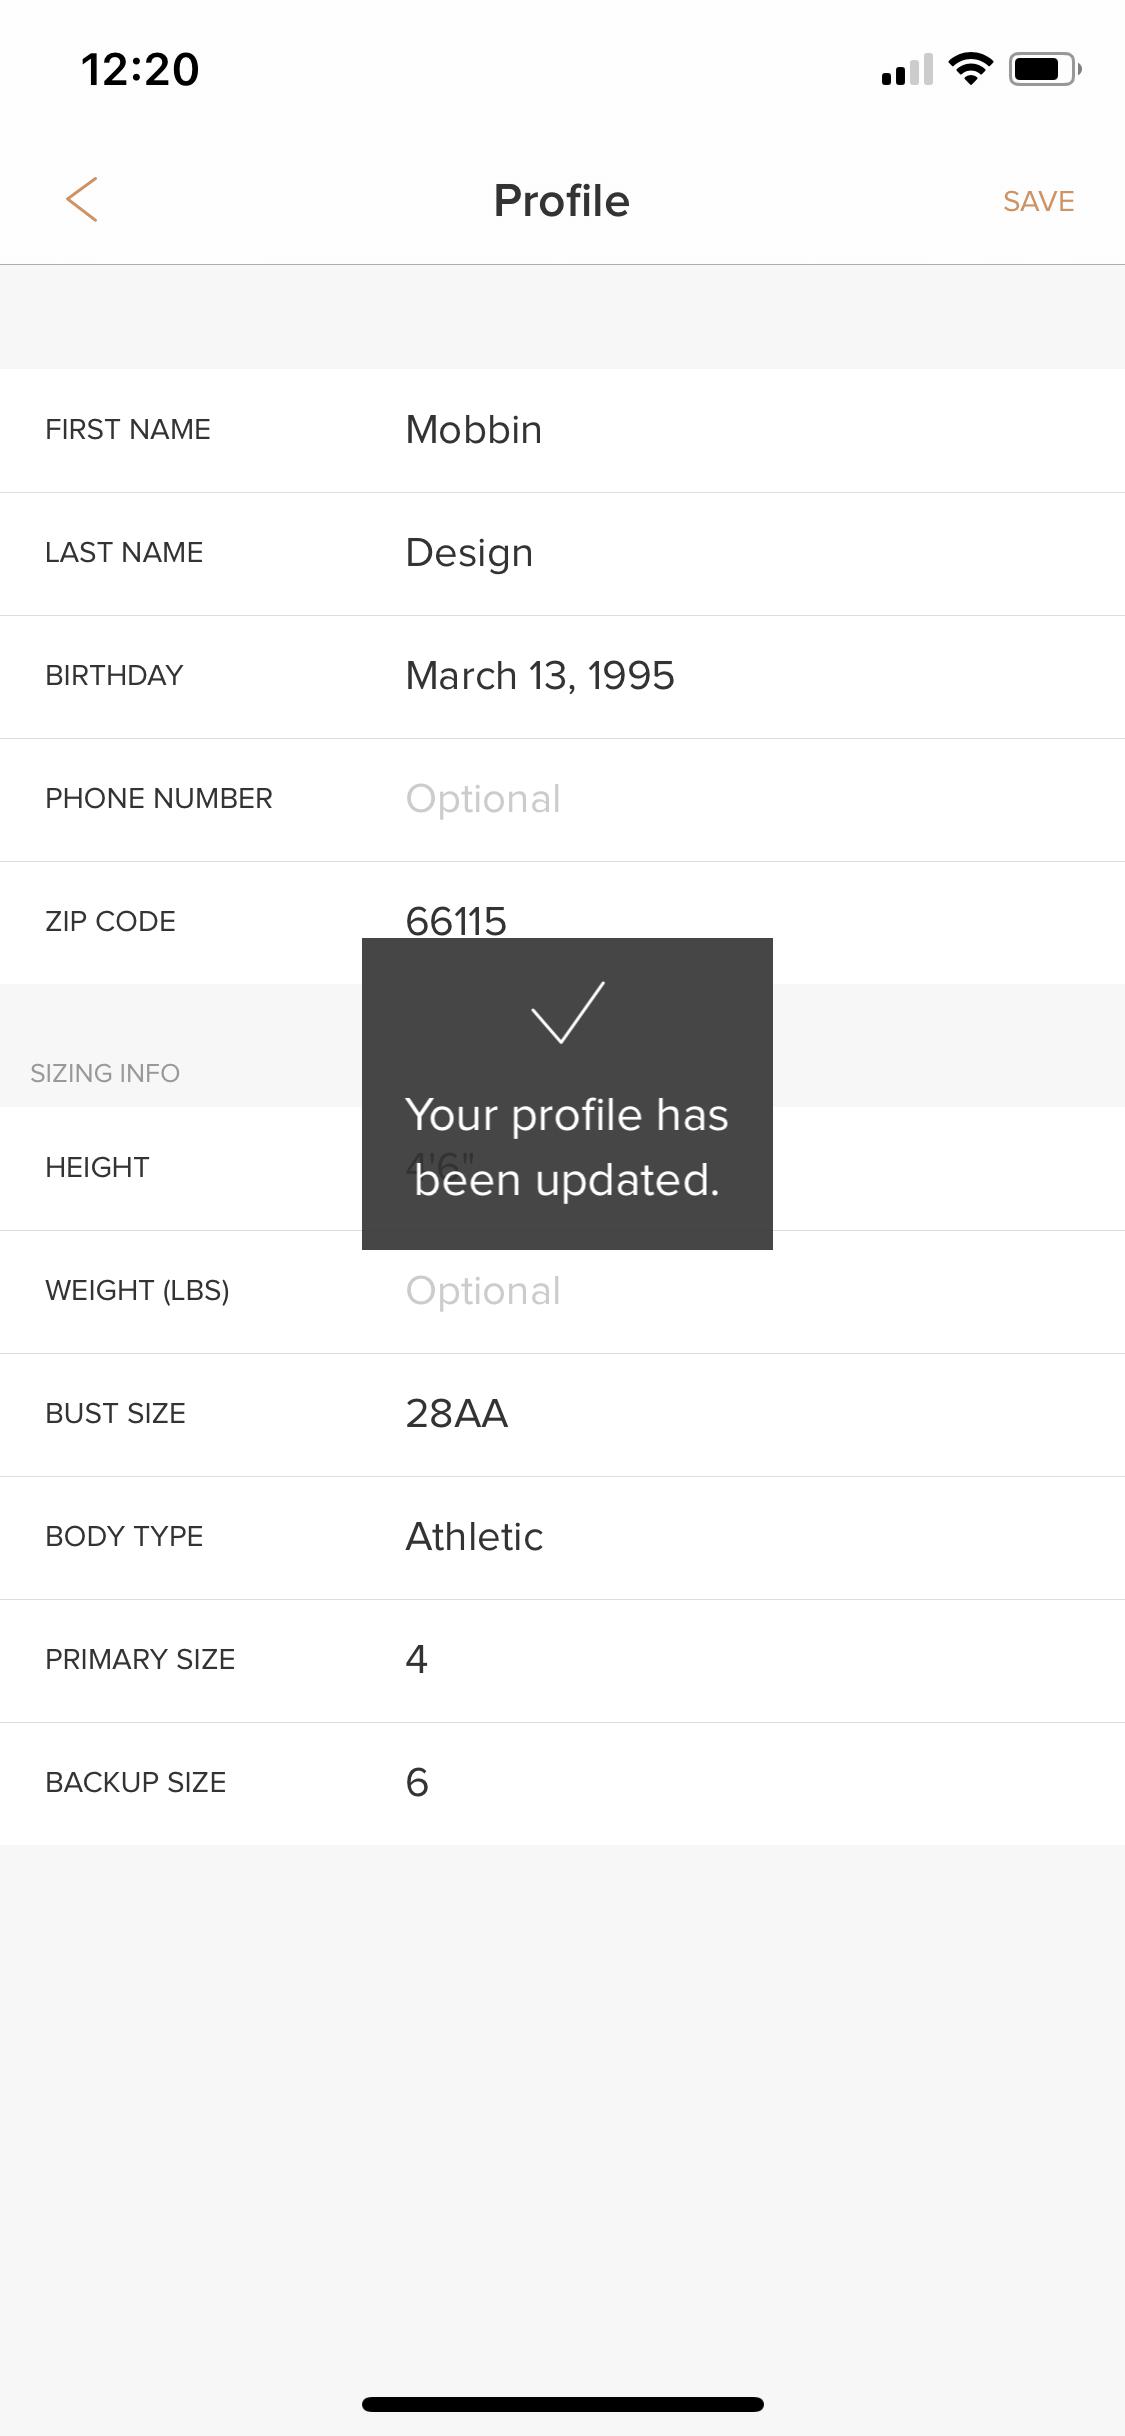 12:20
Profile
SAVE
FIRST NAME Mobbin
LAST NAME Design
BIRTHDAY March 13, 1995
PHONE NUMBER Optional
ZIP CODE 66115
Your profile has
been updated.
SIZING INFO
HEIGHT 4'6"
WEIGHT (LBS) Optional
BUST SIZE 28AA
BODY TYPE Athletic
PRIMARY SIZE 4
BACKUP SIZE 6